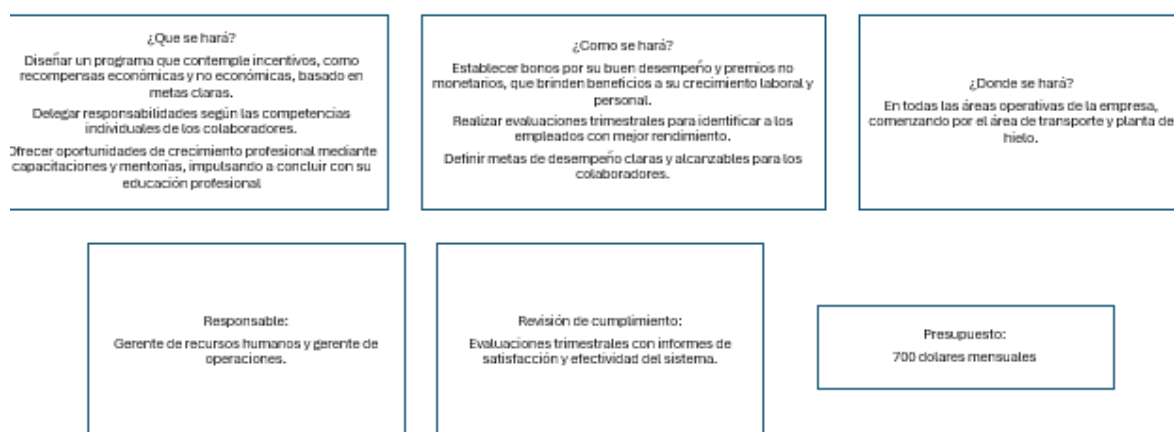 ¿Que se hará?
Diseñar un programa que contemple incentivos, como
recompensas económicas y no económicas, basado en
metas claras.
Delegar responsabilidades según las competencias
individuales de los colaboradores.
Ofrecer oportunidades de crecimiento profesional mediante
capacitaciones y mentorias, impulsando a concluir con su
educación profesional
¿Como se hará?
Establecer bonos por su buen desempeño y premios no
monetarios, que brinden beneficios a su crecimiento laboral y
personal.
Realizar evaluaciones trimestrales para identificar a los
empleados con mejor rendimiento.
Definir metas de desempeño claras y alcanzables para los
colaboradores.
¿Donde se hará?
En todas las áreas operativas de la empresa,
comenzando por el área de transporte y planta de
hielo.
Responsable:
Gerente de recursos humanos y gerente de
operaciones.
Revisión de cumplimiento:
Evaluaciones trimestrales con informes de
satisfacción y efectividad del sistema.
Presupuesto:
700 dolares mensuales